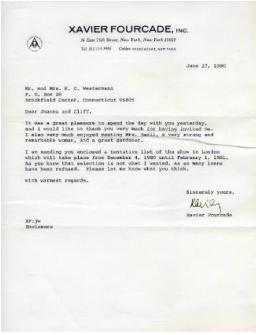 XAVIER FOURCADE, INC.
36 East 75th Street, New York, New York 10021
June 27, 1980
Mr. and Mrs. H. C. Westermann
P. O. Box 28
Brookfield Center, Connecticut 06805
Dear Joanna and Cliff,
It was a great pleasure to spend the day with you yesterday,
and I would like to thank you very much for having invited me.
I also very much enjoyed meeting Mrs. a very strong and
remarkable woman, and a great gardener.
I am sending you enclosed a tentative list of the show in London
which will take place from December 4, 1980 until February 1, 1981.
As you know that selection is not what I wanted, as so many loans
have been refused. Please let me know what you think.
with warmest regards.
Sincerely yours,
Xavier Fourcade
XF:jw
Enclosure